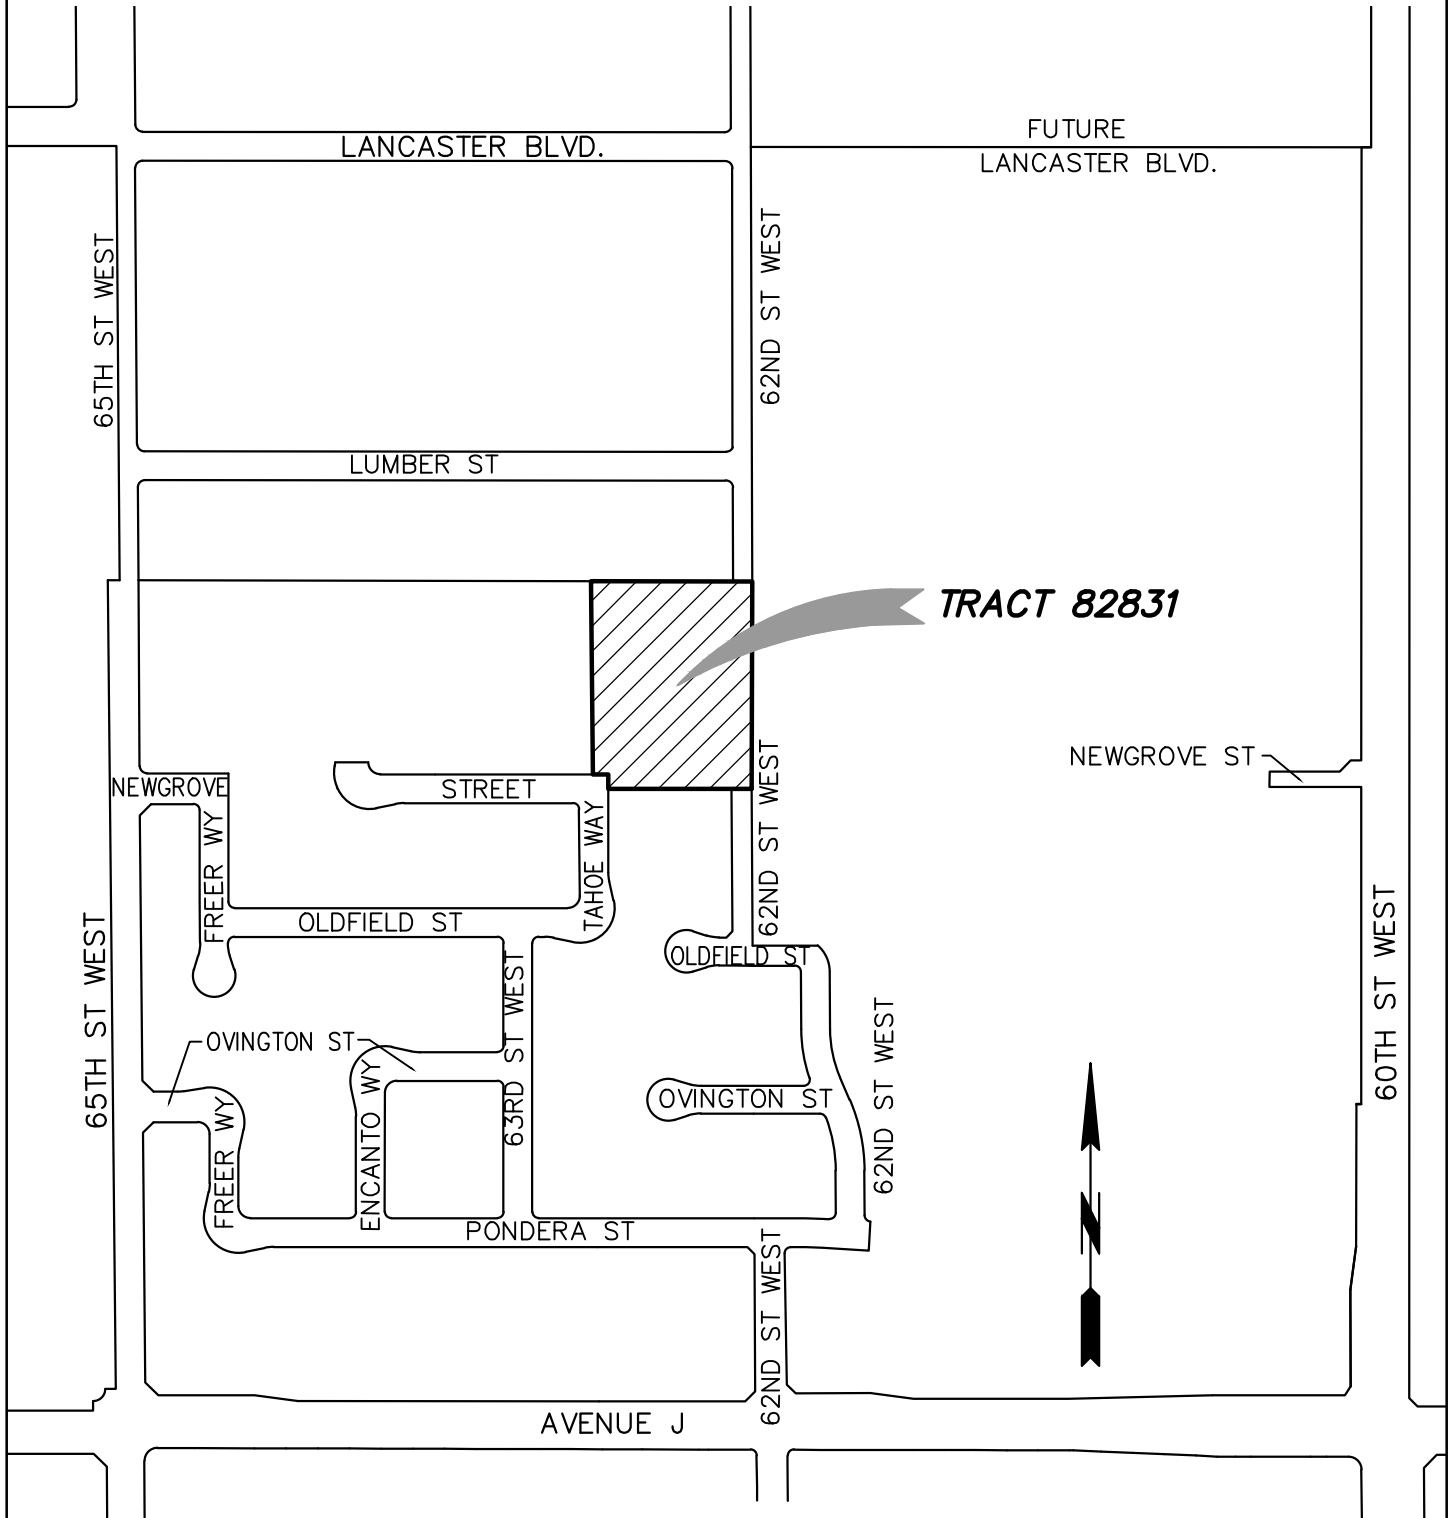 FUTURE
LANCASTER BLVD.
LANCASTER BLVD.
65TH ST WEST
62ND ST WEST
LUMBER ST
TRACT 82831
NEWGROVE ST
NEWGROVE
STREET
62ND ST WEST
TAHOE WAY
FREER WY
OLDFIELD ST
OLDFIELD ST
65TH ST WEST
60TH ST WEST
63RD ST WEST
62ND ST WEST
OVINGTON ST
OVINGTON ST
ENCANTO WY
FREER WY
PONDERA ST
62ND ST WEST
N
AVENUE J